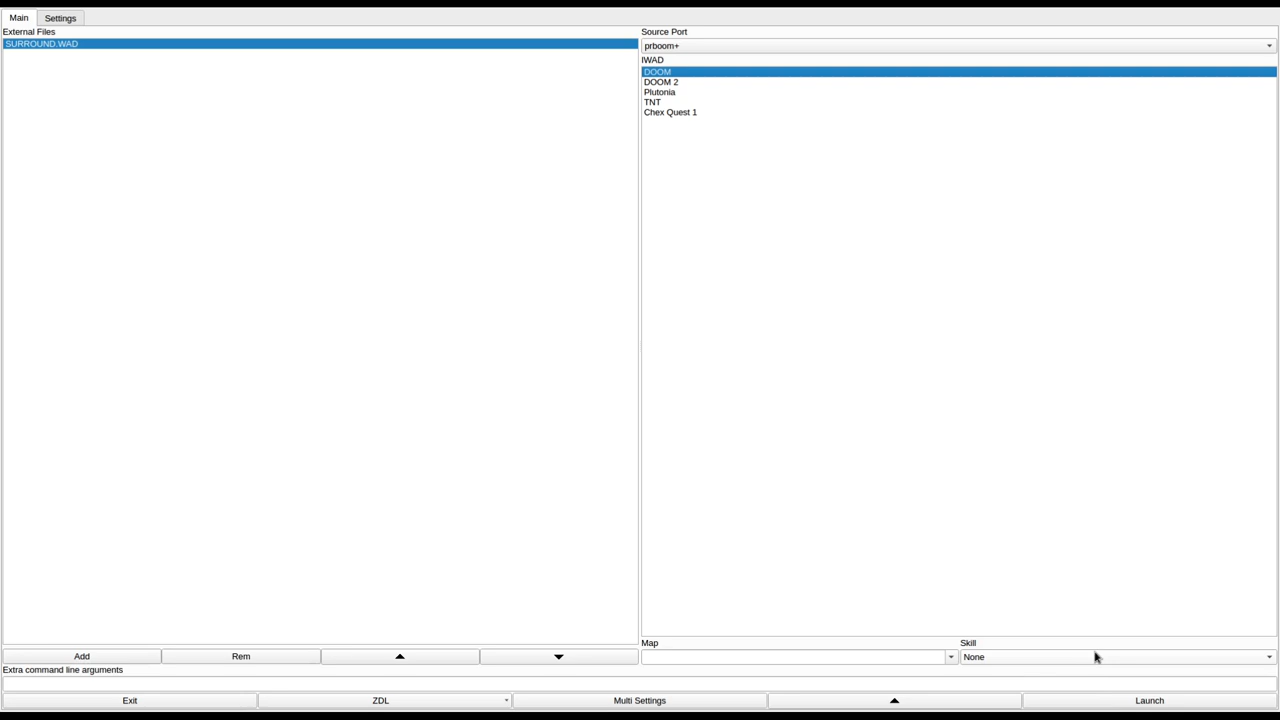 Main Settings
External Files
SURROUND.WAD
Source Port
prboom+
IWAD
DOOM
DOOM 2
Plutonia
TNT
Chex Quest 1
Map Skill
None
Add Rem
Extra command line arguments
Exit ZDL Multi Settings Launch